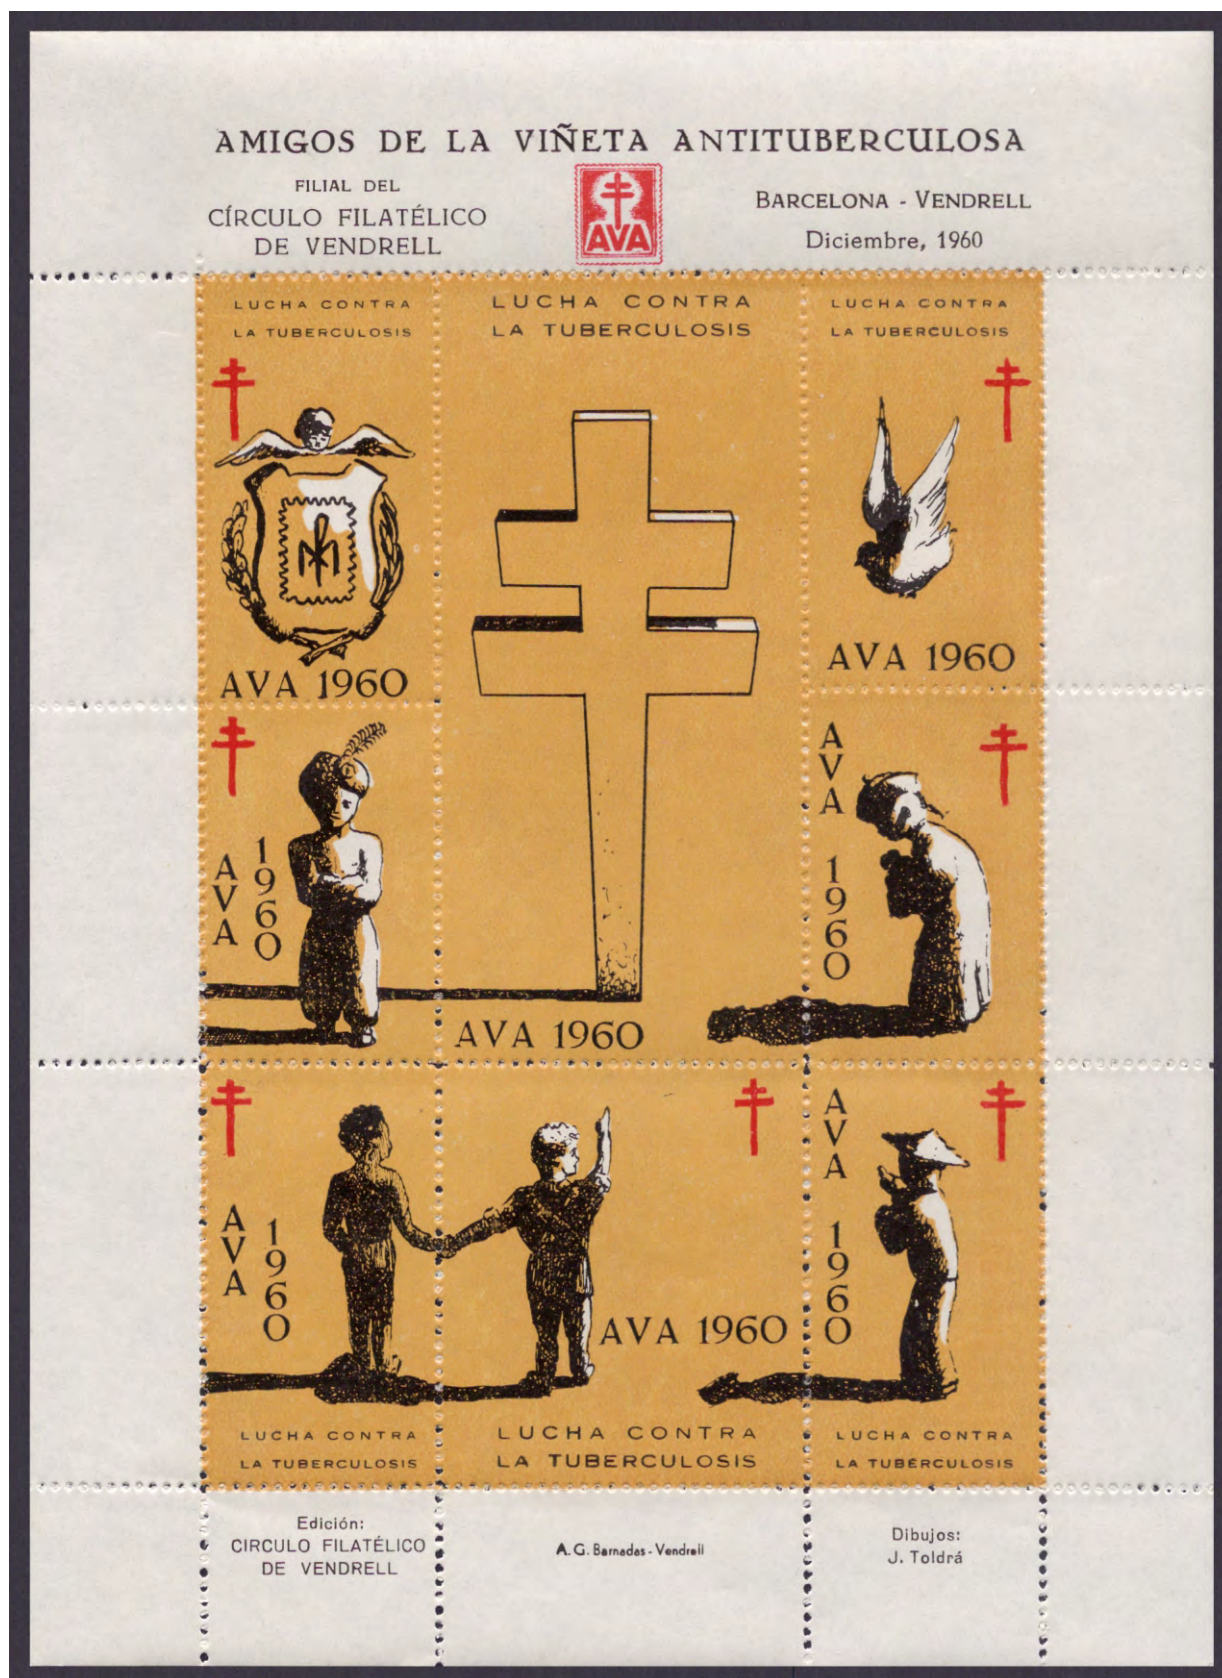 AMIGOS DE LA VIÑETA ANTITUBERCULOSA
FILIAL DEL
CÍRCULO FILATÉLICO
DE VENDRELL
AVA
BARCELONA - VENDRELL
Diciembre, 1960
LUCHA CONTRA
LA TUBERCULOSIS
AVA 1960
LUCHA CONTRA
LA TUBERCULOSIS
AVA 1960
LUCHA CONTRA
LA TUBERCULOSIS
AVA 1960
AVA
1960
AVA
1960
AVA
1960
LUCHA CONTRA
LA TUBERCULOSIS
AVA 1960
LUCHA CONTRA
LA TUBERCULOSIS
AVA
1960
LUCHA CONTRA
LA TUBERCULOSIS
Edición:
CIRCULO FILATÉLICO
DE VENDRELL
A. G. Barnadas - Vendrell
Dibujos:
J. Toldrá